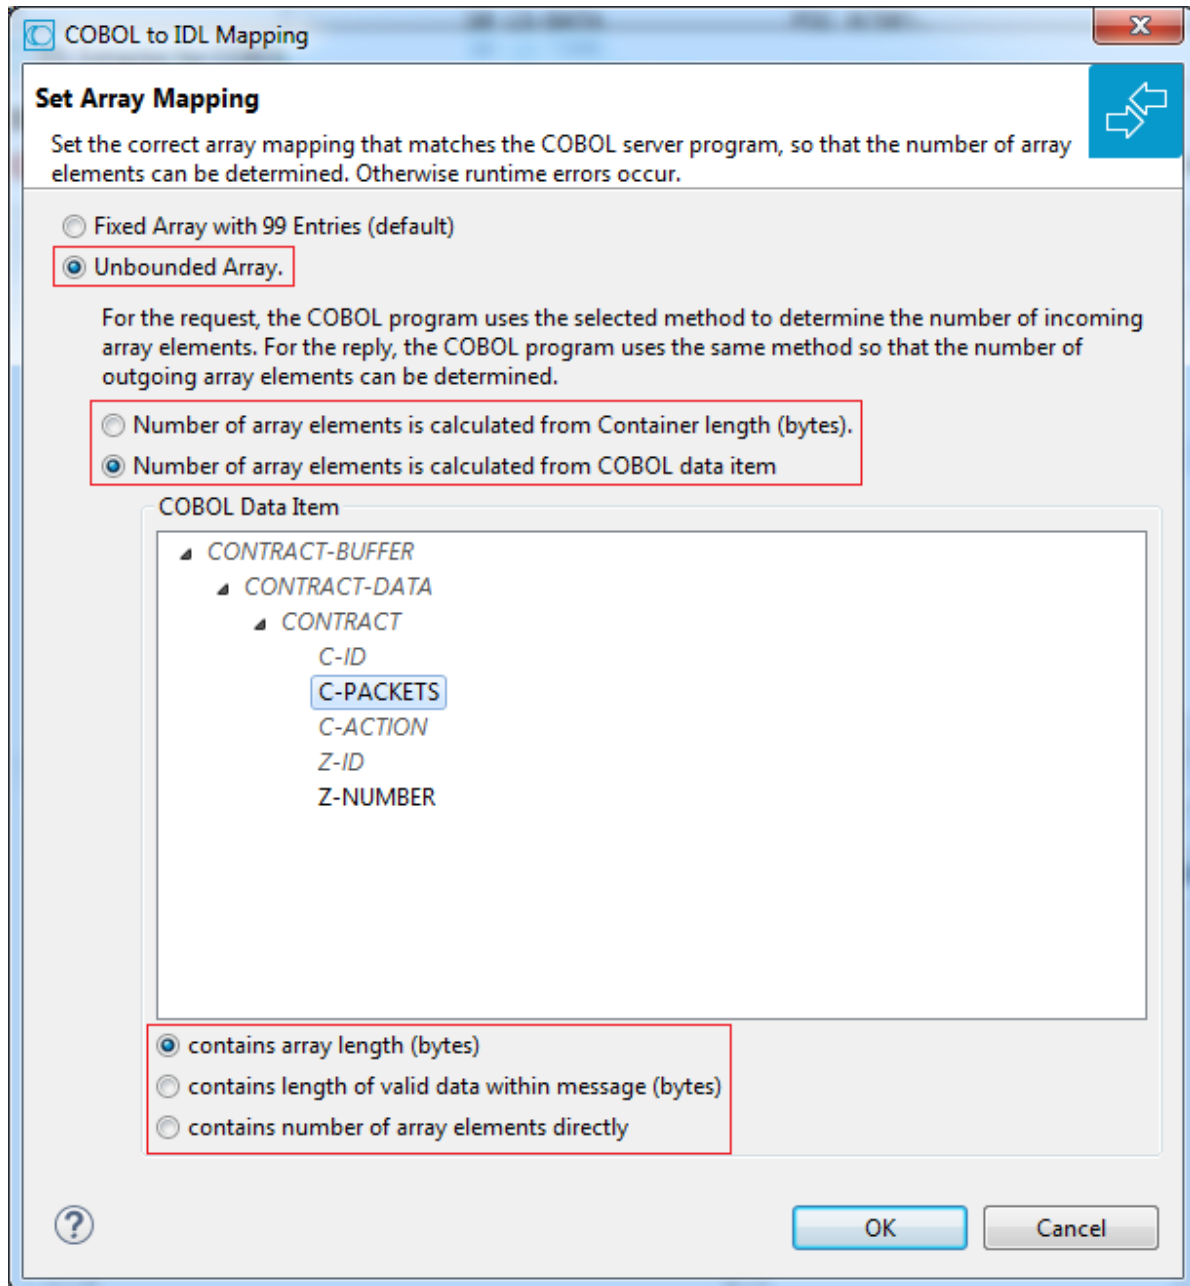 COBOL to IDL Mapping
Set Array Mapping
Set the correct array mapping that matches the COBOL server program, so that the number of array
elements can be determined. Otherwise runtime errors occur.
Fixed Array with 99 Entries (default)
Unbounded Array.
For the request, the COBOL program uses the selected method to determine the number of incoming
array elements. For the reply, the COBOL program uses the same method so that the number of
outgoing array elements can be determined.
Number of array elements is calculated from Container length (bytes).
Number of array elements is calculated from COBOL data item
COBOL Data Item
CONTRACT-BUFFER
CONTRACT-DATA
CONTRACT
C-ID
C-PACKETS
C-ACTION
Z-ID
Z-NUMBER
contains array length (bytes)
contains length of valid data within message (bytes)
contains number of array elements directly
?
OK
Cancel